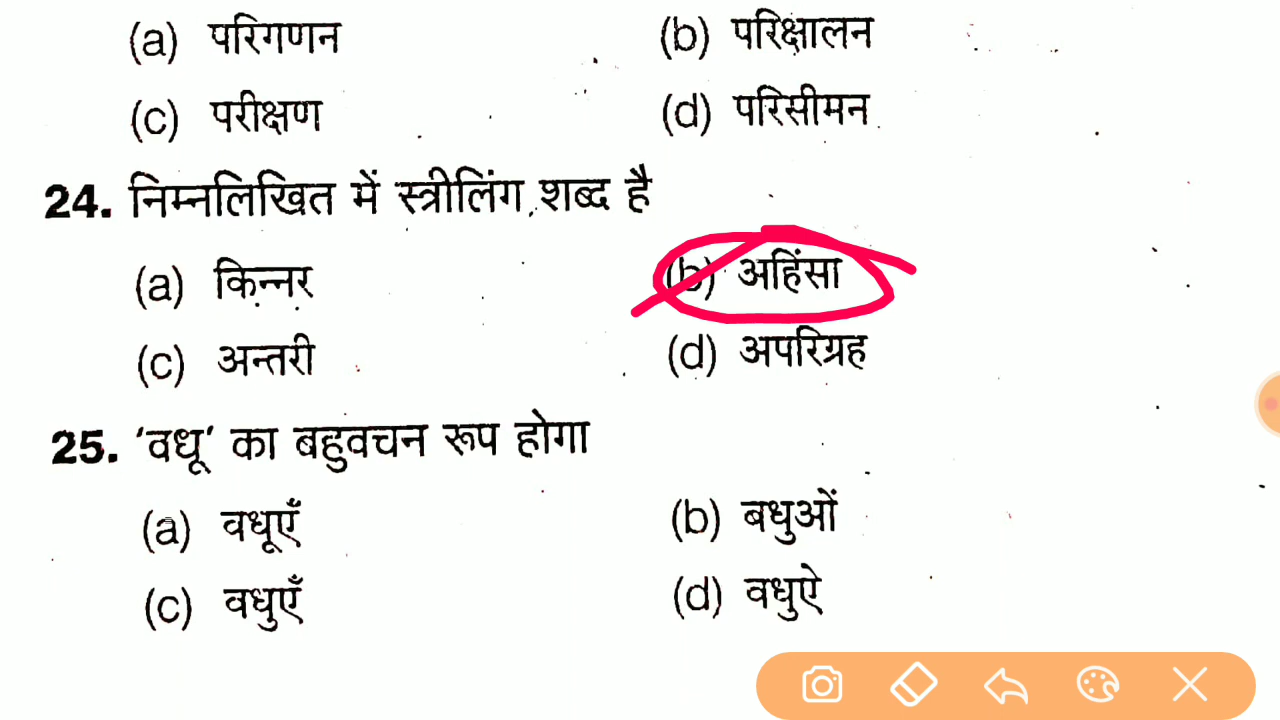 (a) परिगणन (b) परिक्षालन
(c) परीक्षण (d) परिसीमन
24. निम्नलिखित में स्त्रीलिंग शब्द है
(a) किन्नर (b) अहिंसा
(c) अन्तरी (d) अपरिग्रह
25. 'वधू' का बहुवचन रूप होगा
(a) वधूएँ (b) बधुओं
(c) वधुएँ (d) वधुऐ